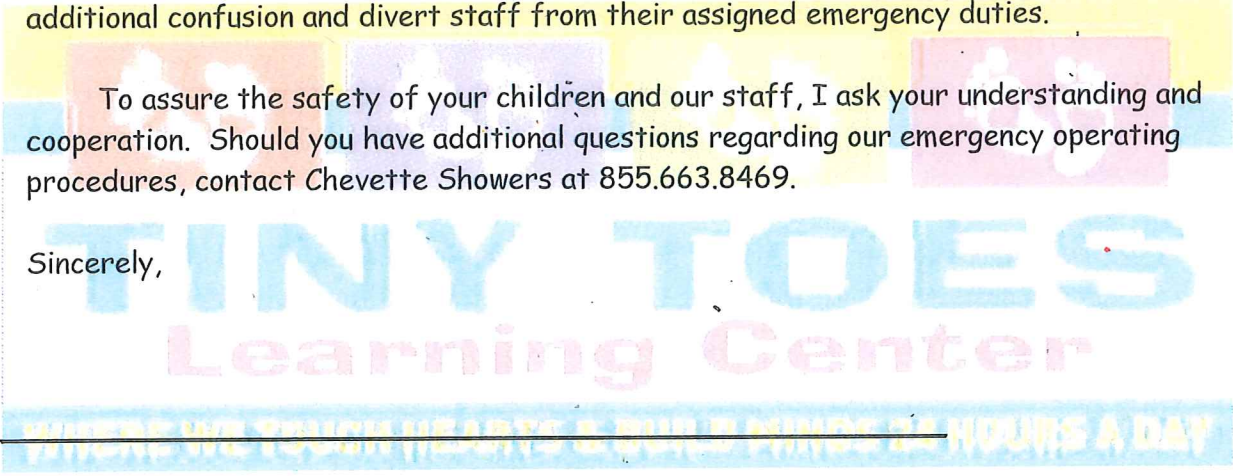 additional confusion and divert staff from their assigned emergency duties.
To assure the safety of your children and our staff, I ask your understanding and
cooperation. Should you have additional questions regarding our emergency operating
procedures, contact Chevette Showers at 855.663.8469.
Sincerely,
TINY TOES
Learning Center
WHERE WE TOUCH HEARTS & BUILD MINDS 24 HOURS A DAY